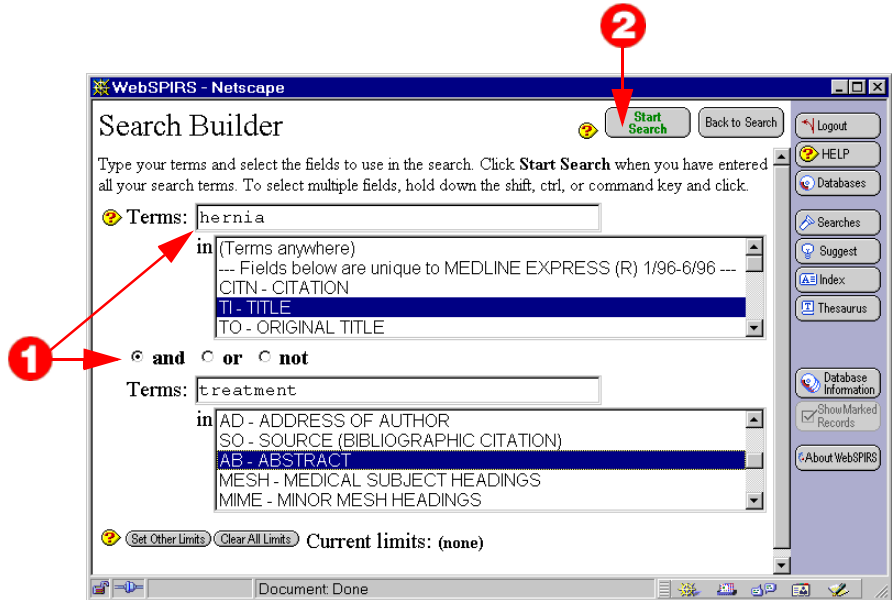 2
WebSPIRS - Netscape
Search Builder
Start Search
Back to Search
Type your terms and select the fields to use in the search. Click Start Search when you have entered
all your search terms. To select multiple fields, hold down the shift, ctrl, or command key and click.
Terms: hernia
in (Terms anywhere)
--- Fields below are unique to MEDLINE EXPRESS (R) 1/96-6/96 ---
CITN - CITATION
TI - TITLE
TO - ORIGINAL TITLE
1
and or not
Terms: treatment
in AD - ADDRESS OF AUTHOR
SO - SOURCE (BIBLIOGRAPHIC CITATION)
AB - ABSTRACT
MESH - MEDICAL SUBJECT HEADINGS
MIME - MINOR MESH HEADINGS
Set Other Limits Clear All Limits Current limits: (none)
Logout
HELP
Databases
Searches
Suggest
Index
Thesaurus
Database
Information
Show Marked
Records
About WebSPIRS
Document: Done